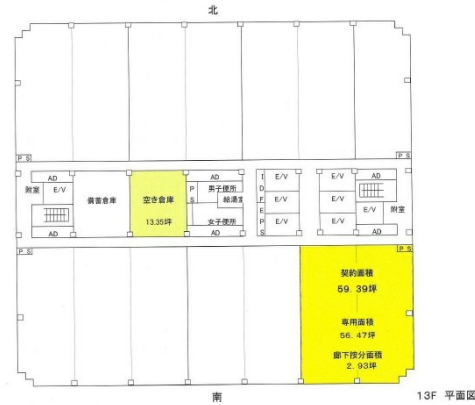 北
P S
P S
AD
附室
E/V
備蓄倉庫
空き倉庫
13.35坪
AD
P
S
AD
男子便所
給湯室
女子便所
AD
I
D
F
E
P
S
E/V
E/V
E/V
E/V
E/V
E/V
AD
E/V
附室
AD
P S
契約面積
59.39坪
専用面積
56.47坪
廊下按分面積
2.93坪
南
13F 平面図